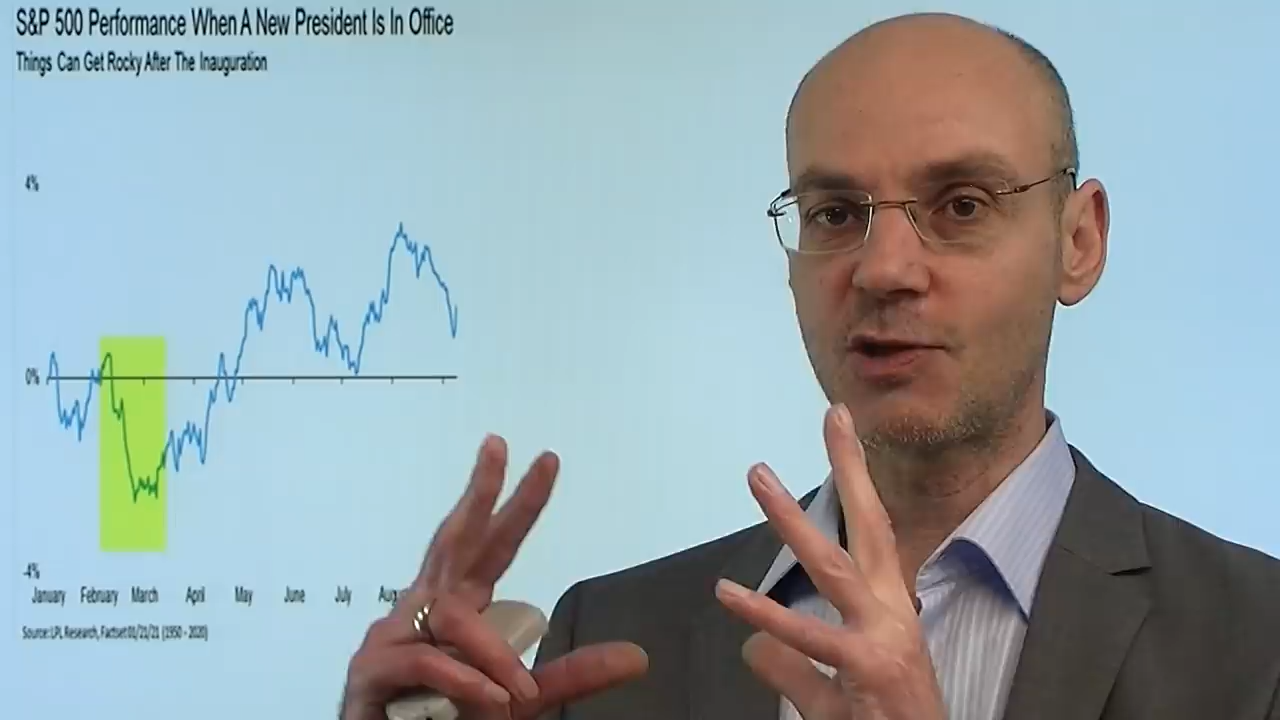 S&P 500 Performance When A New President Is In Office
Things Can Get Rocky After The Inauguration
4%
0%
-4%
January February March April May June July
Source: LPL Research, Factset 01/21/21 (1950 - 2020)